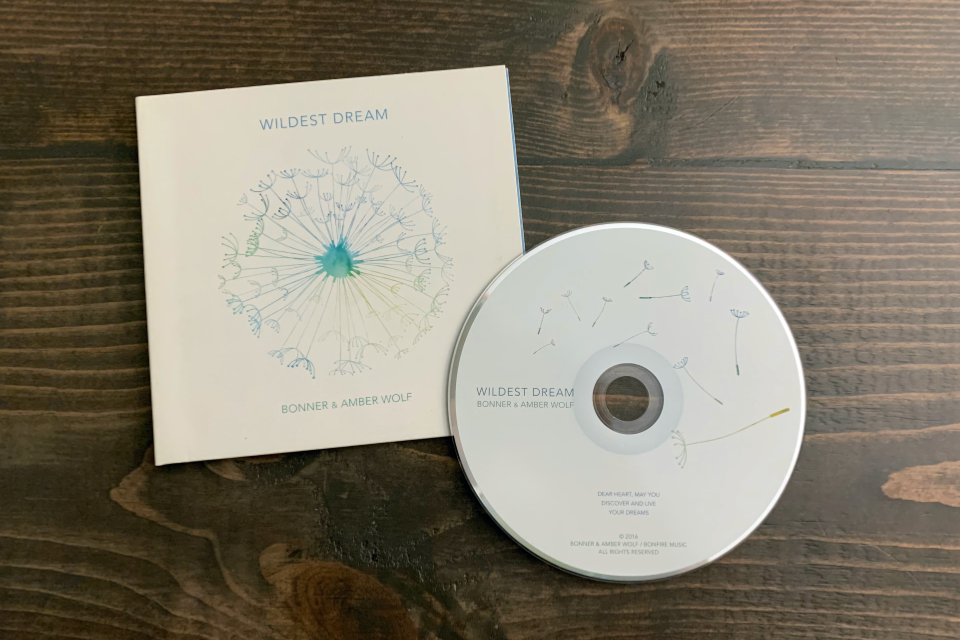 WILDEST DREAM
BONNER & AMBER WOLF
WILDEST DREAM
BONNER & AMBER WOLF
DEAR HEART, MAY YOU
DISCOVER AND LIVE
YOUR DREAMS
© 2016
BONNER & AMBER WOLF / BONFIRE MUSIC
ALL RIGHTS RESERVED